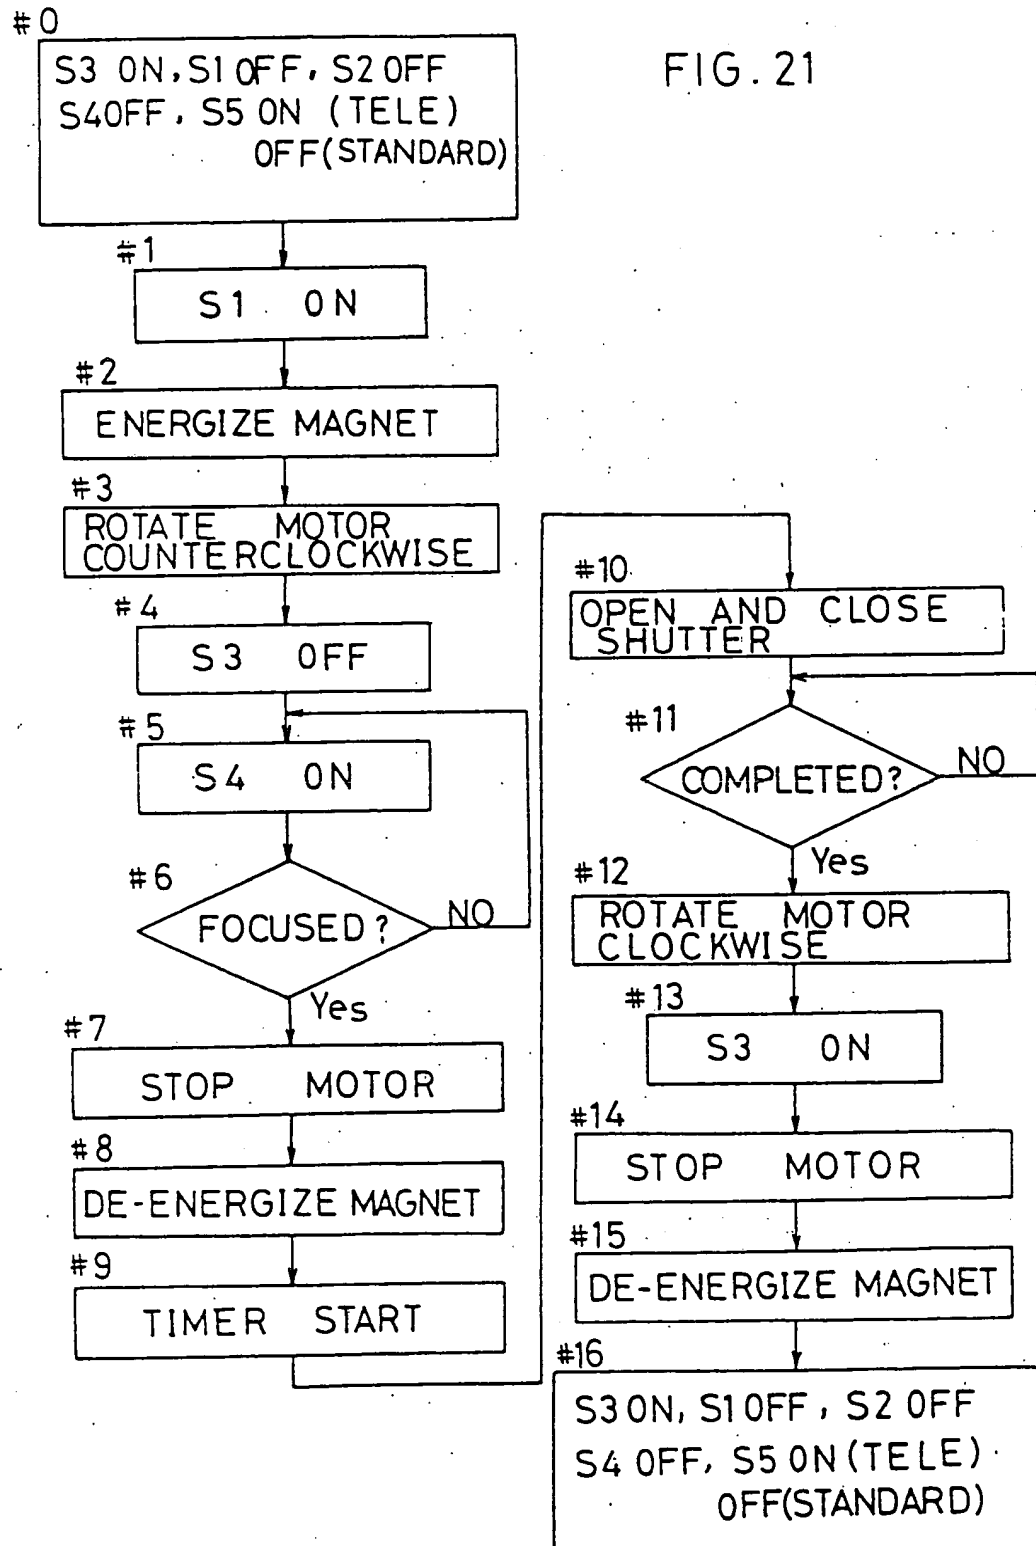 #0
S3 ON, S1 OFF, S2 OFF
S4 OFF, S5 ON (TELE)
OFF(STANDARD)
FIG. 21
#1
S1 ON
#2
ENERGIZE MAGNET
#3
ROTATE MOTOR
COUNTERCLOCKWISE
#4
S3 OFF
#5
S4 ON
#6
FOCUSED?
NO
Yes
#7
STOP MOTOR
#8
DE-ENERGIZE MAGNET
#9
TIMER START
#10
OPEN AND CLOSE
SHUTTER
#11
COMPLETED?
NO
Yes
#12
ROTATE MOTOR
CLOCKWISE
#13
S3 ON
#14
STOP MOTOR
#15
DE-ENERGIZE MAGNET
#16
S3 ON, S1 OFF, S2 OFF
S4 OFF, S5 ON (TELE)
OFF(STANDARD)